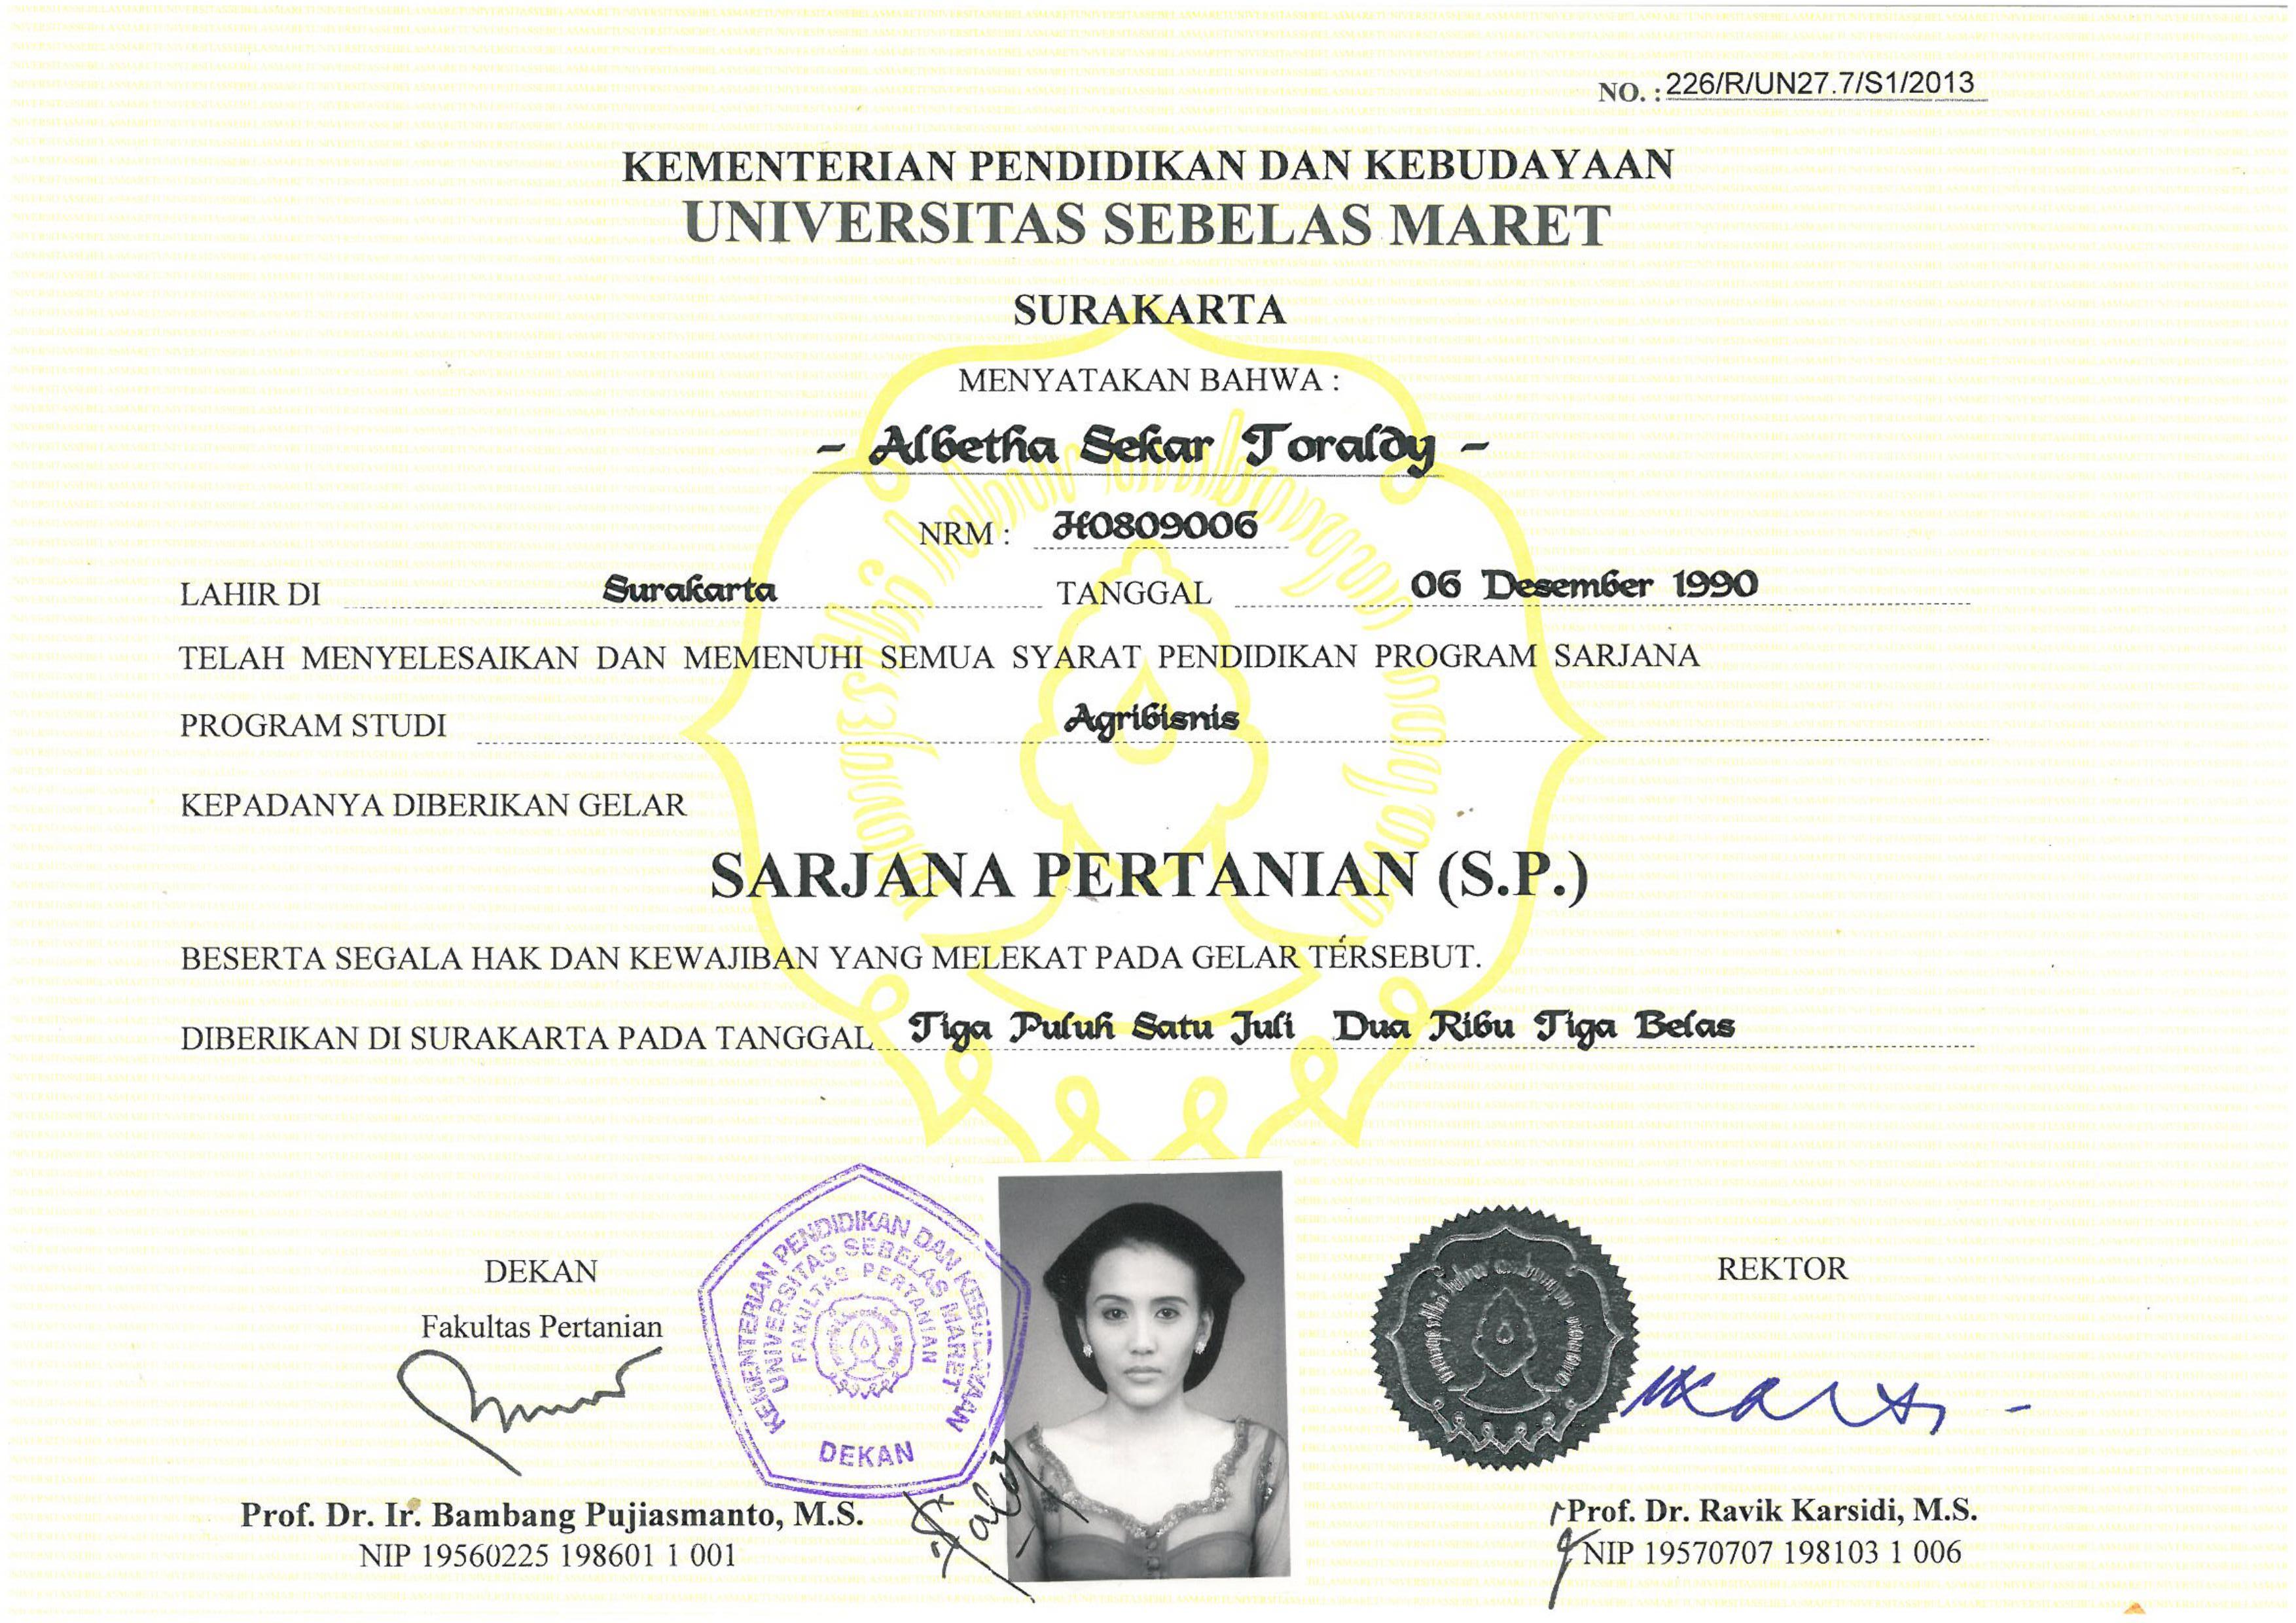 NO. : 226/R/UN27.7/S1/2013
KEMENTERIAN PENDIDIKAN DAN KEBUDAYAAN
UNIVERSITAS SEBELAS MARET
SURAKARTA
MENYATAKAN BAHWA :
- Albetha Sekar Toraldy -
NRM : H0809006
LAHIR DI Surakarta TANGGAL 06 Desember 1990
TELAH MENYELESAIKAN DAN MEMENUHI SEMUA SYARAT PENDIDIKAN PROGRAM SARJANA
PROGRAM STUDI Agribisnis
KEPADANYA DIBERIKAN GELAR
SARJANA PERTANIAN (S.P.)
BESERTA SEGALA HAK DAN KEWAJIBAN YANG MELEKAT PADA GELAR TERSEBUT.
DIBERIKAN DI SURAKARTA PADA TANGGAL Tiga Puluh Satu Juli Dua Ribu Tiga Belas
DEKAN
Fakultas Pertanian
KEMENTERIAN PENDIDIKAN DAN KEBUDAYAAN
UNIVERSITAS SEBELAS MARET
FAKULTAS PERTANIAN
DEKAN
Prof. Dr. Ir. Bambang Pujiasmanto, M.S.
NIP 19560225 198601 1 001
REKTOR
Prof. Dr. Ravik Karsidi, M.S.
NIP 19570707 198103 1 006